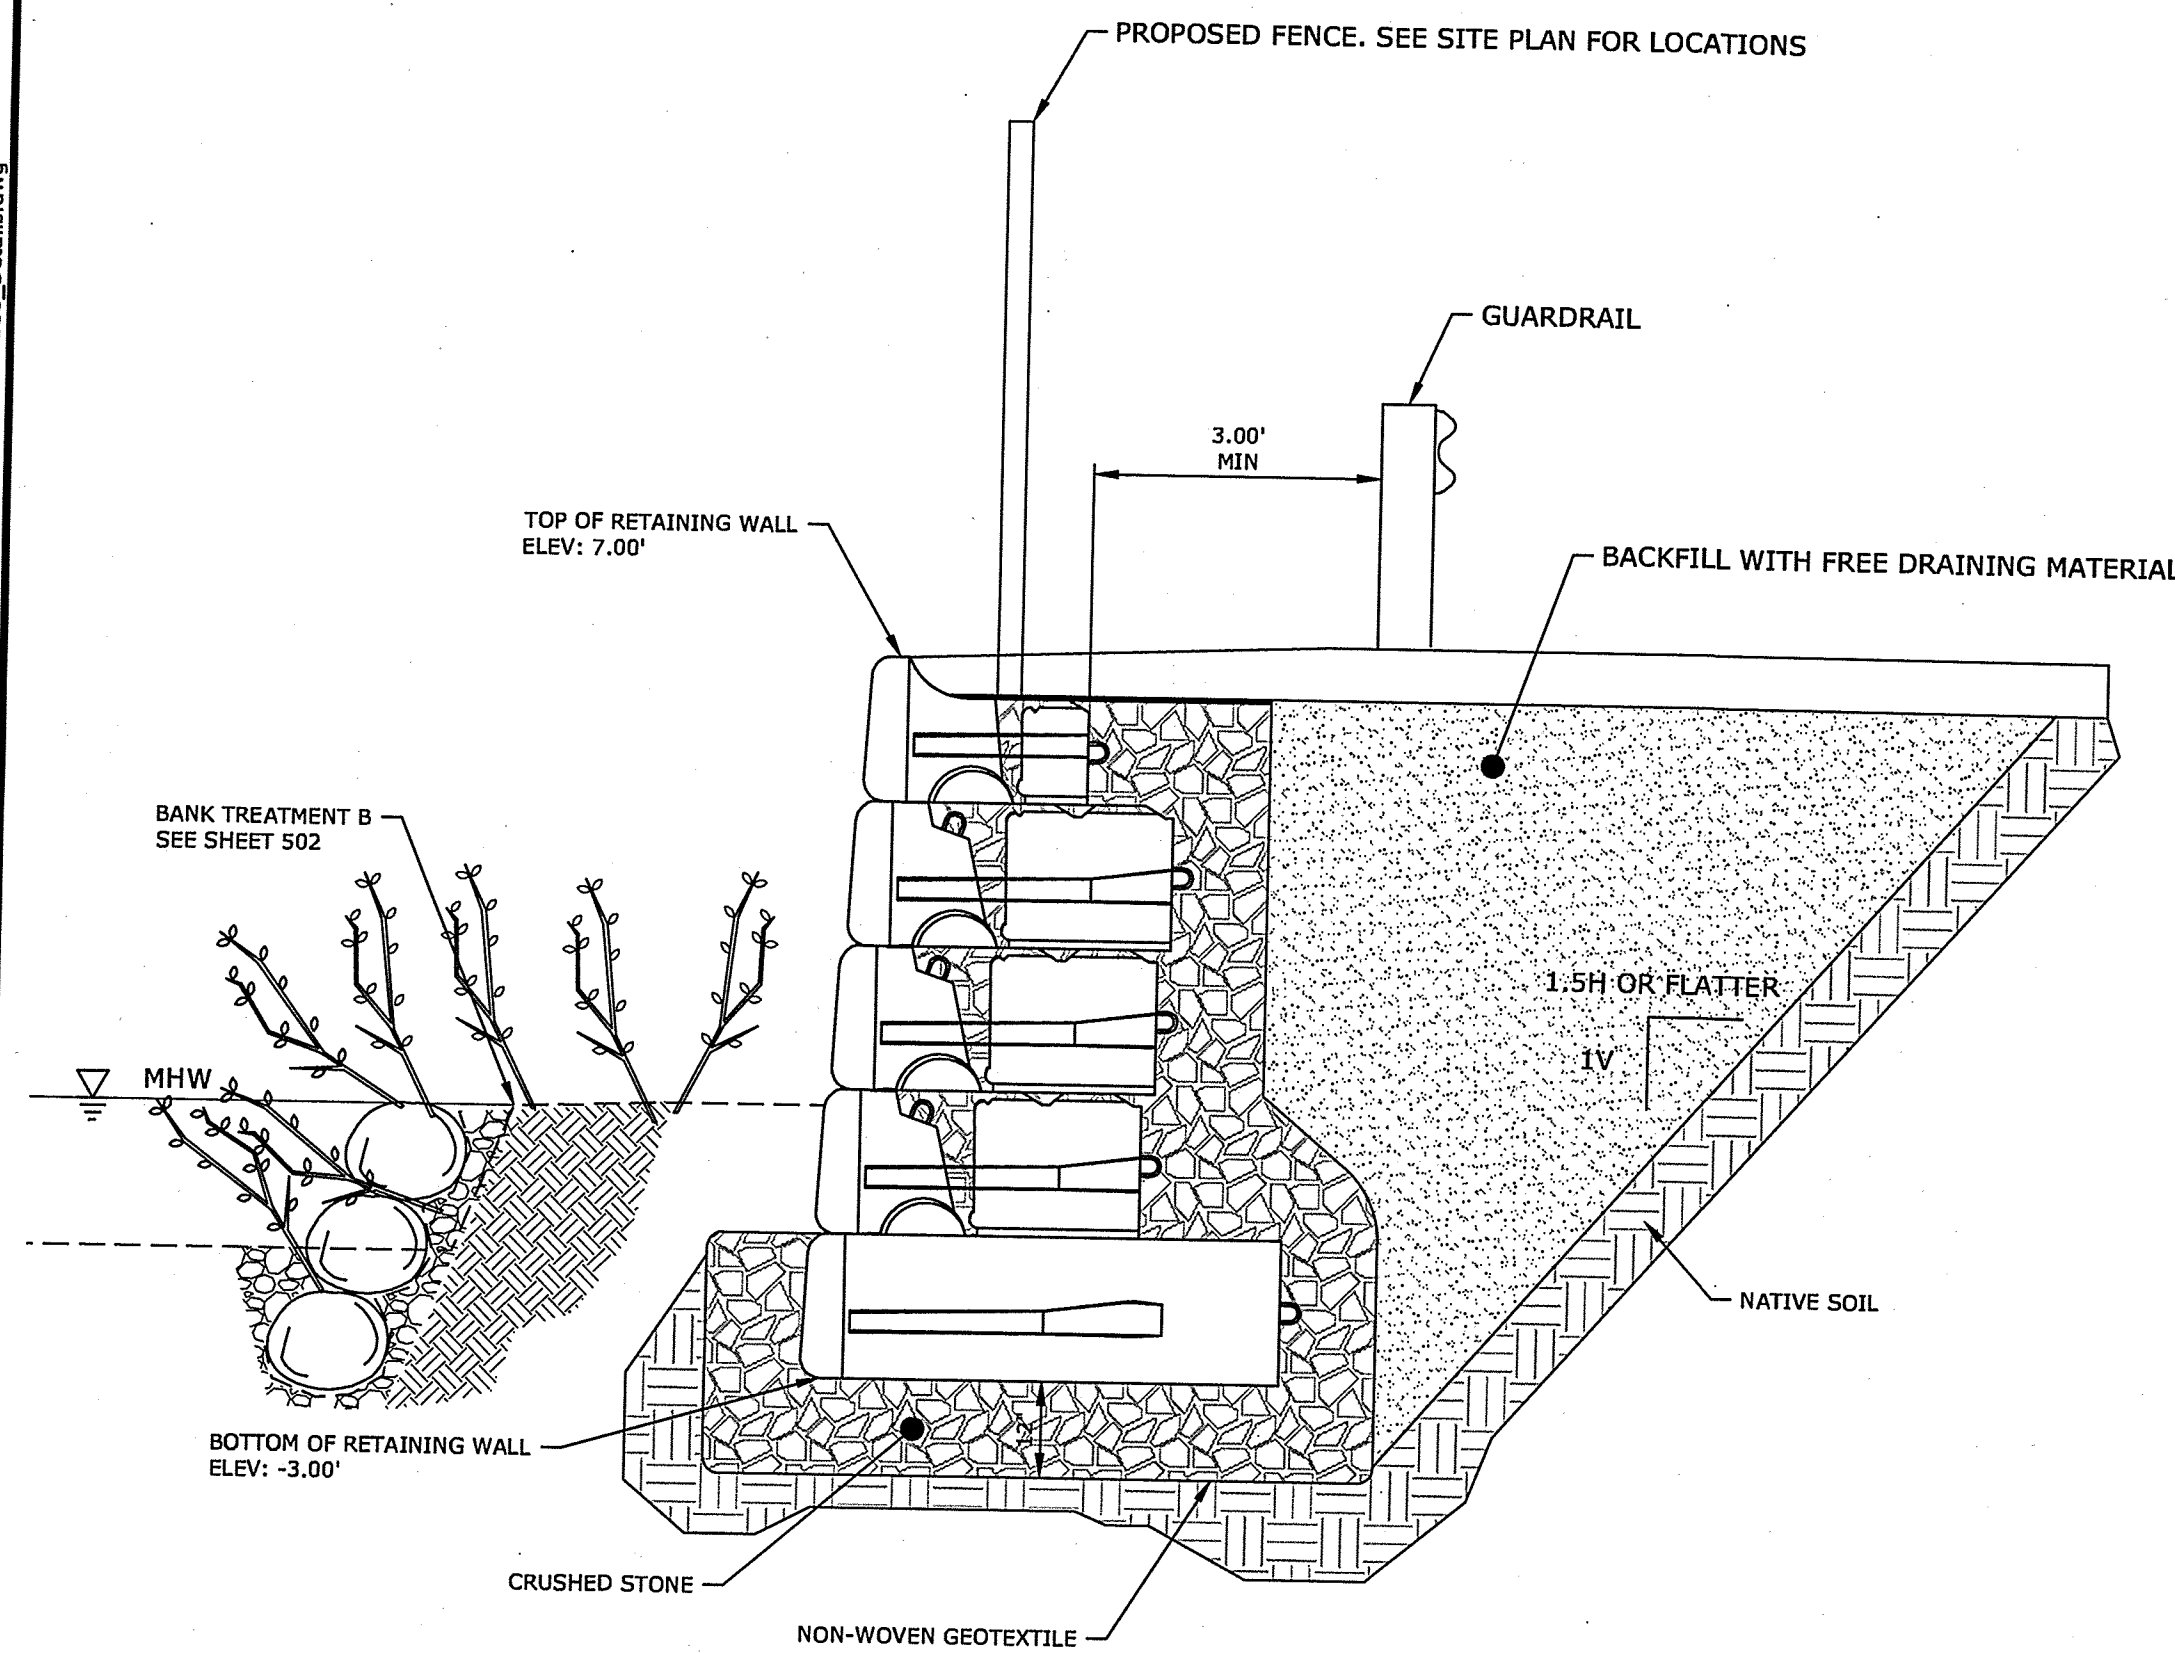 PROPOSED FENCE. SEE SITE PLAN FOR LOCATIONS
GUARDRAIL
3.00'
MIN
TOP OF RETAINING WALL
ELEV: 7.00'
BACKFILL WITH FREE DRAINING MATERIAL
BANK TREATMENT B
SEE SHEET 502
1.5H OR FLATTER
1V
MHW
NATIVE SOIL
BOTTOM OF RETAINING WALL
ELEV: -3.00'
CRUSHED STONE
NON-WOVEN GEOTEXTILE